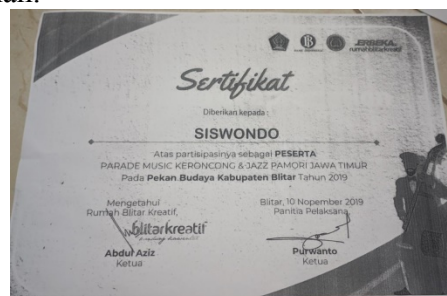 JERBEKA
Sertifikat
Diberikan kepada :
SISWONDO
Atas partisipasinya sebagai PESERTA
PARADE MUSIC KERONCONG & JAZZ PAMORI JAWA TIMUR
Pada Pekan Budaya Kabupaten Blitar Tahun 2019
Mengetahui
Rumah Blitar Kreatif,
blitarkreatif
Abdul Aziz
Ketua
Blitar, 10 Nopember 2019
Panitia Pelaksana
Purwanto
Ketua